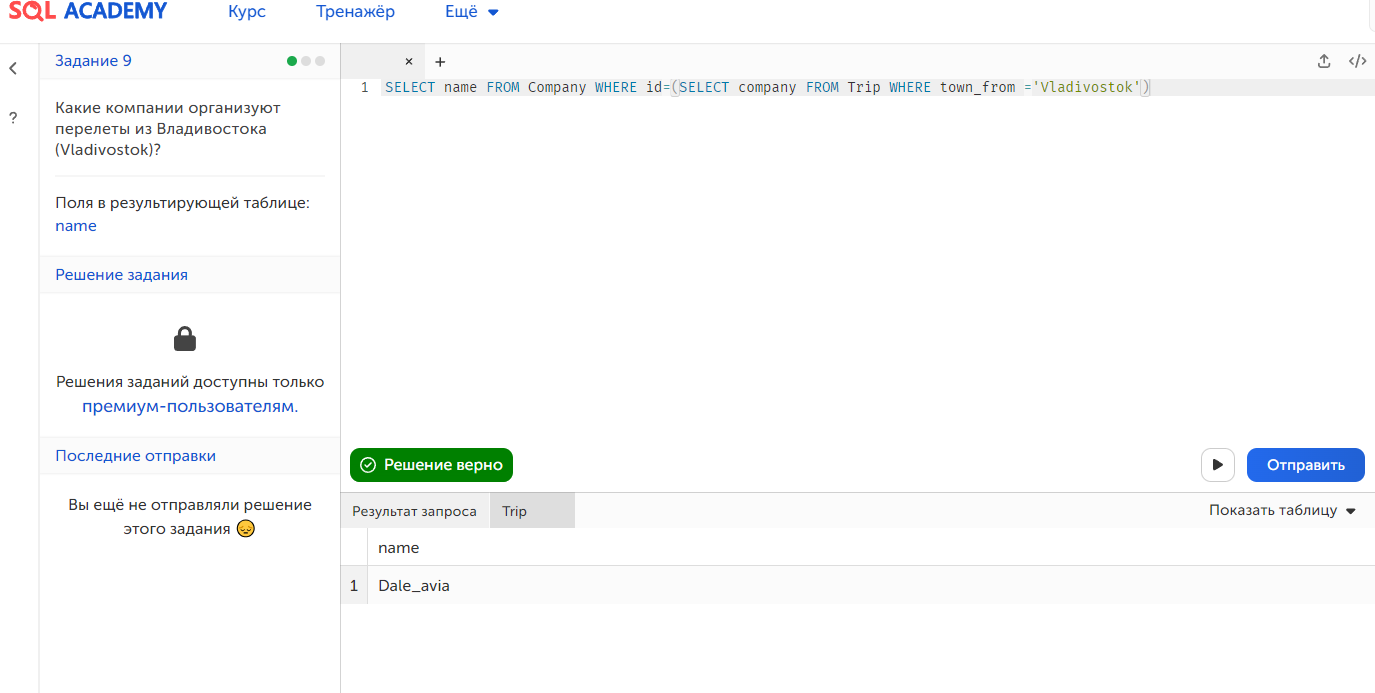 SQL ACADEMY
Курс
Тренажёр
Ещё
Задание 9
Какие компании организуют
перелеты из Владивостока
(Vladivostok)?
Поля в результирующей таблице:
name
Решение задания
Решения заданий доступны только
премиум-пользователям.
Последние отправки
Вы ещё не отправляли решение
этого задания 😔
?
× +
</>
1 SELECT name FROM Company WHERE id=(SELECT company FROM Trip WHERE town_from ='Vladivostok')
Решение верно
Отправить
Результат запроса
Trip
Показать таблицу
name
1 Dale_avia